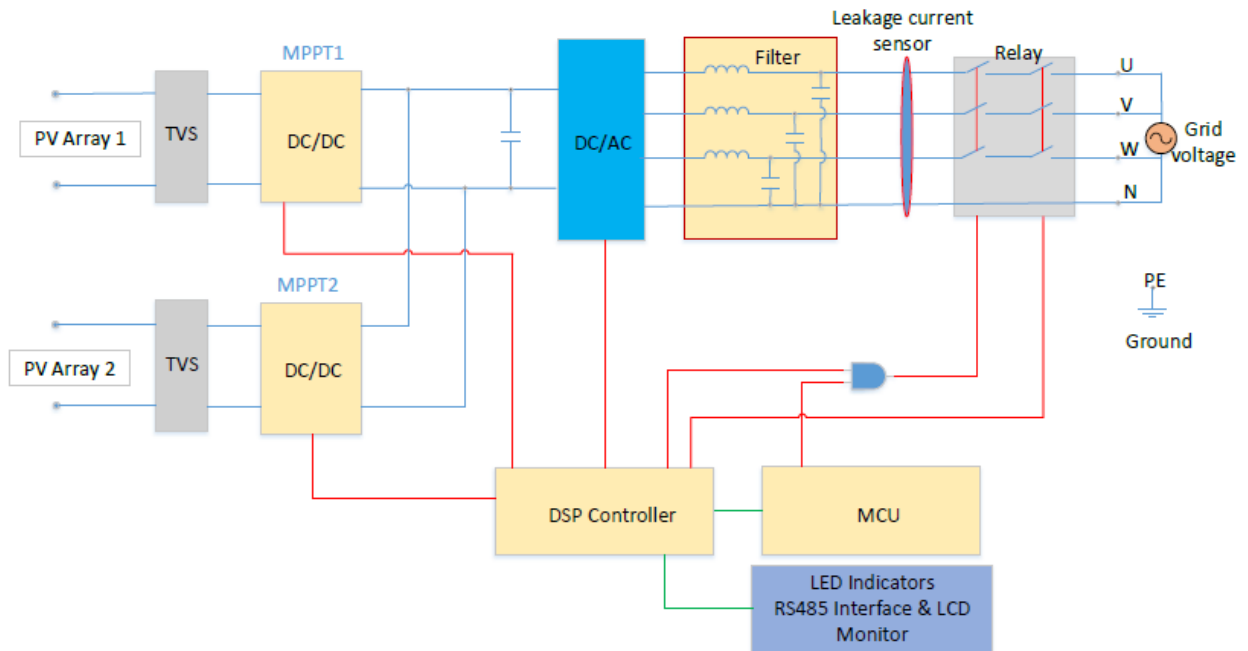 Leakage current
sensor
MPPT1
Filter
Relay
U
PV Array 1
TVS
DC/DC
DC/AC
V
Grid
voltage
W
N
MPPT2
PE
Ground
PV Array 2
TVS
DC/DC
DSP Controller
MCU
LED Indicators
RS485 Interface & LCD
Monitor